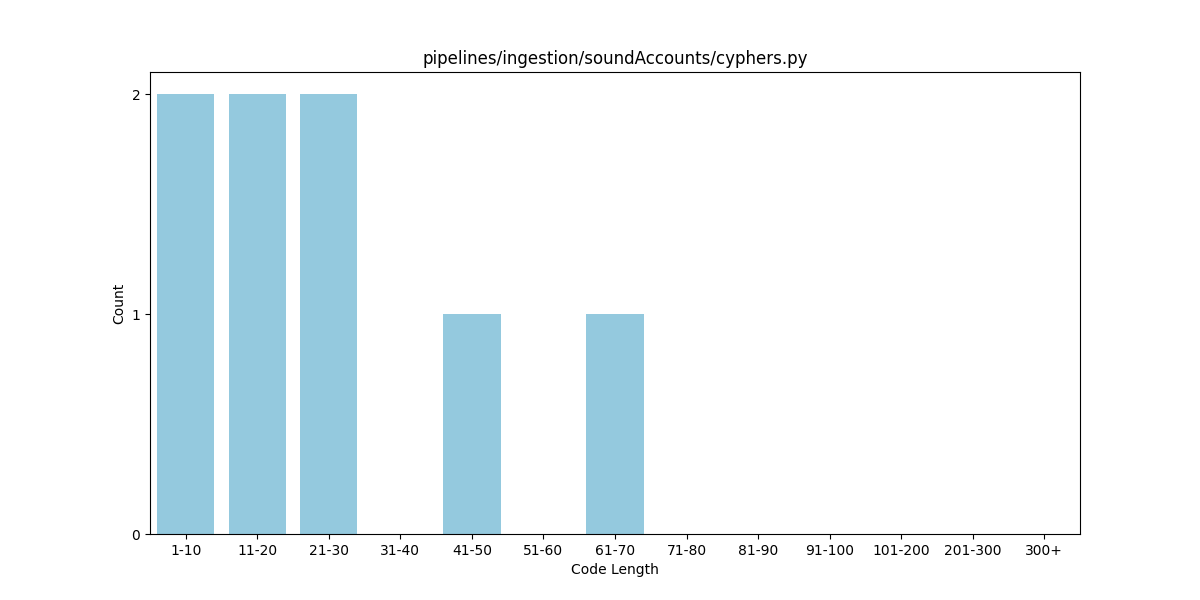 pipelines/ingestion/soundAccounts/cyphers.py
2
1
0
Count
1-10 11-20 21-30 31-40 41-50 51-60 61-70 71-80 81-90 91-100 101-200 201-300 300+
Code Length